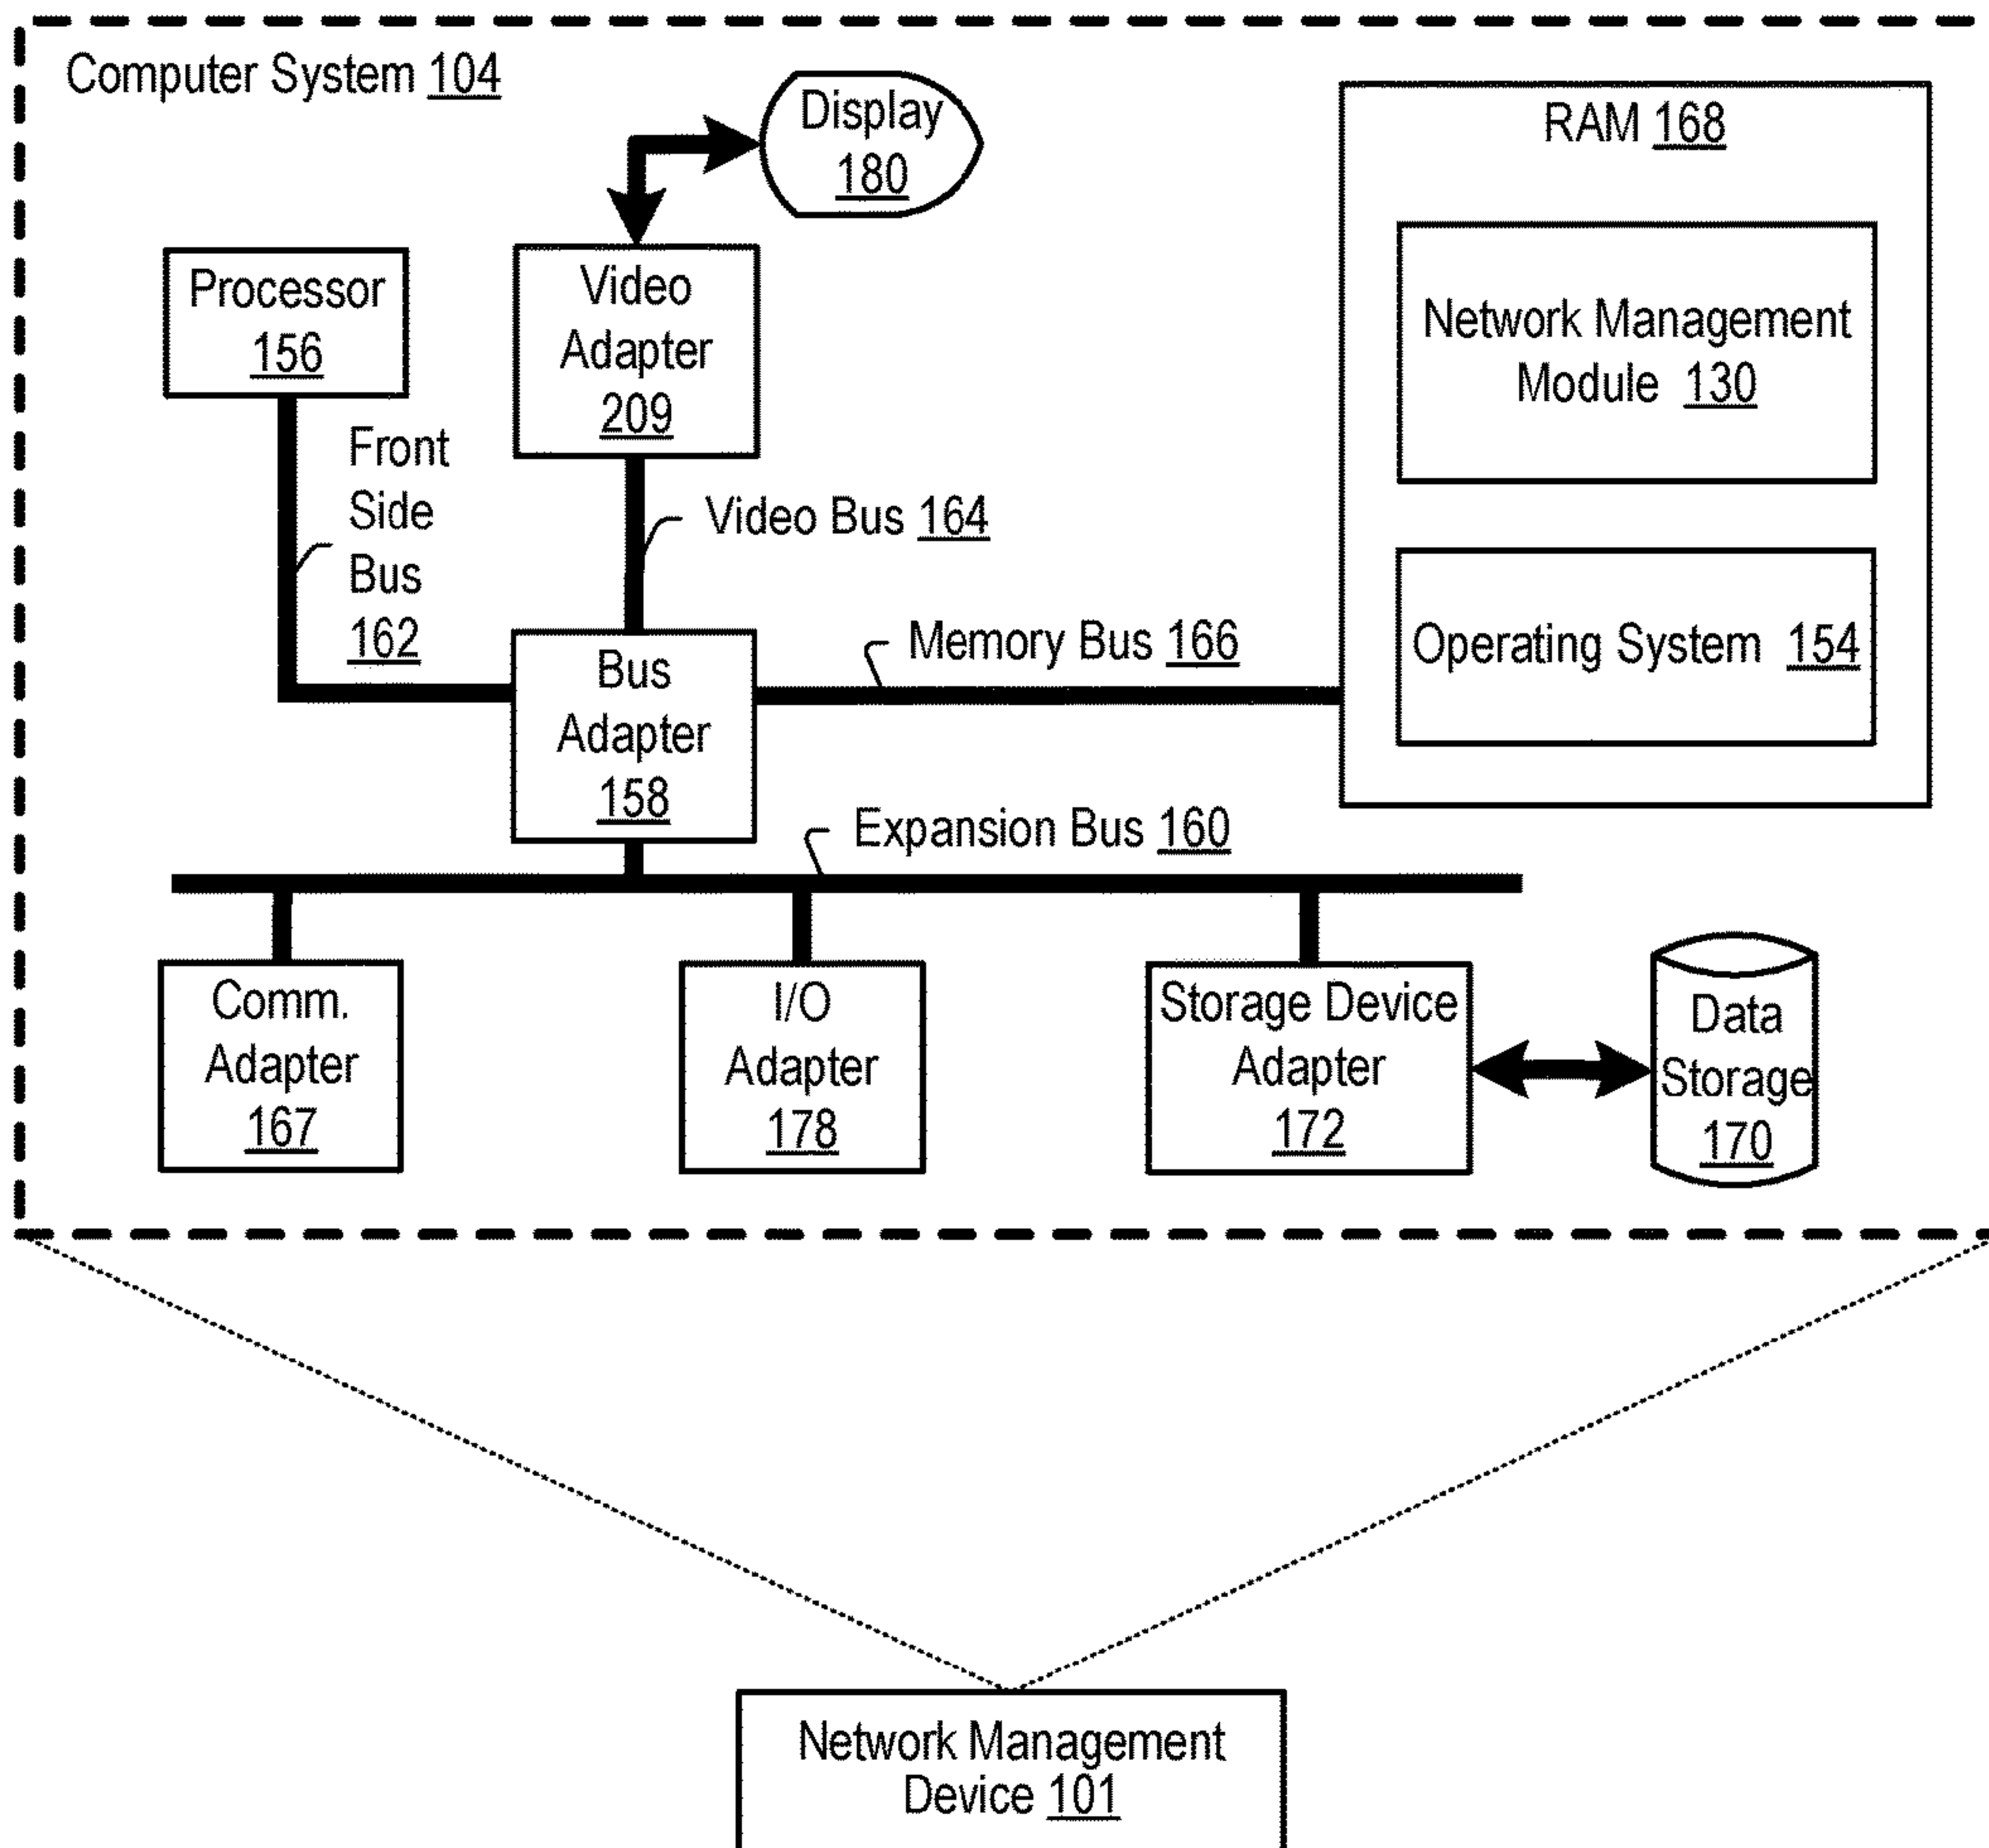 Computer System 104
Display
180
RAM 168
Processor
156
Video
Adapter
209
Network Management
Module 130
Front
Side
Bus
162
Video Bus 164
Operating System 154
Memory Bus 166
Bus
Adapter
158
Expansion Bus 160
Comm.
Adapter
167
I/O
Adapter
178
Storage Device
Adapter
172
Data
Storage
170
Network Management
Device 101